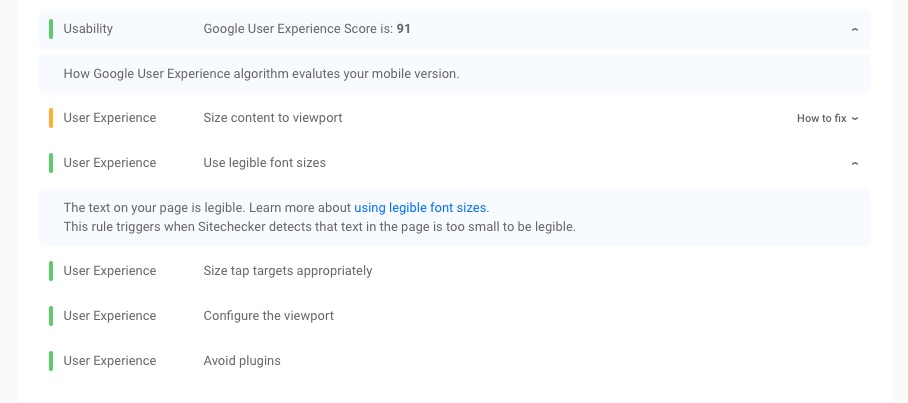 Usability Google User Experience Score is: 91
How Google User Experience algorithm evalutes your mobile version.
User Experience Size content to viewport How to fix
User Experience Use legible font sizes
The text on your page is legible. Learn more about using legible font sizes.
This rule triggers when Sitechecker detects that text in the page is too small to be legible.
User Experience Size tap targets appropriately
User Experience Configure the viewport
User Experience Avoid plugins